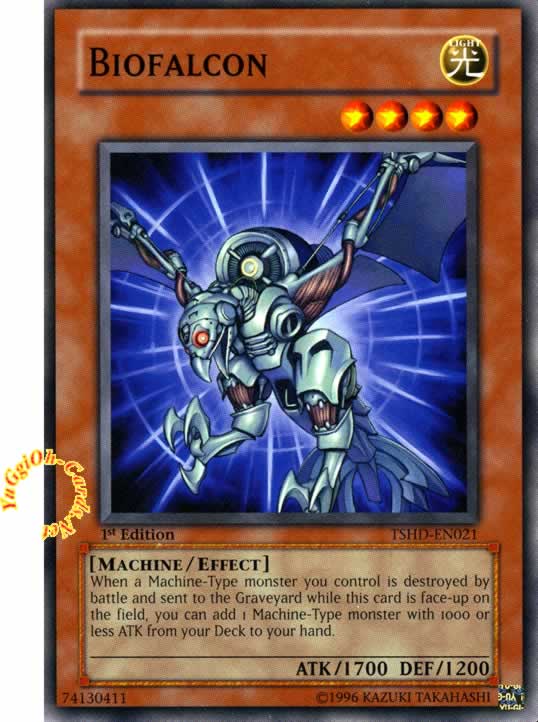 BIOFALCON
LIGHT
光
YuGgiOh-Cards.Net
1st Edition
TSHD-EN021
[MACHINE / EFFECT]
When a Machine-Type monster you control is destroyed by
battle and sent to the Graveyard while this card is face-up on
the field, you can add 1 Machine-Type monster with 1000 or
less ATK from your Deck to your hand.
ATK/1700 DEF/1200
74130411
©1996 KAZUKI TAKAHASHI